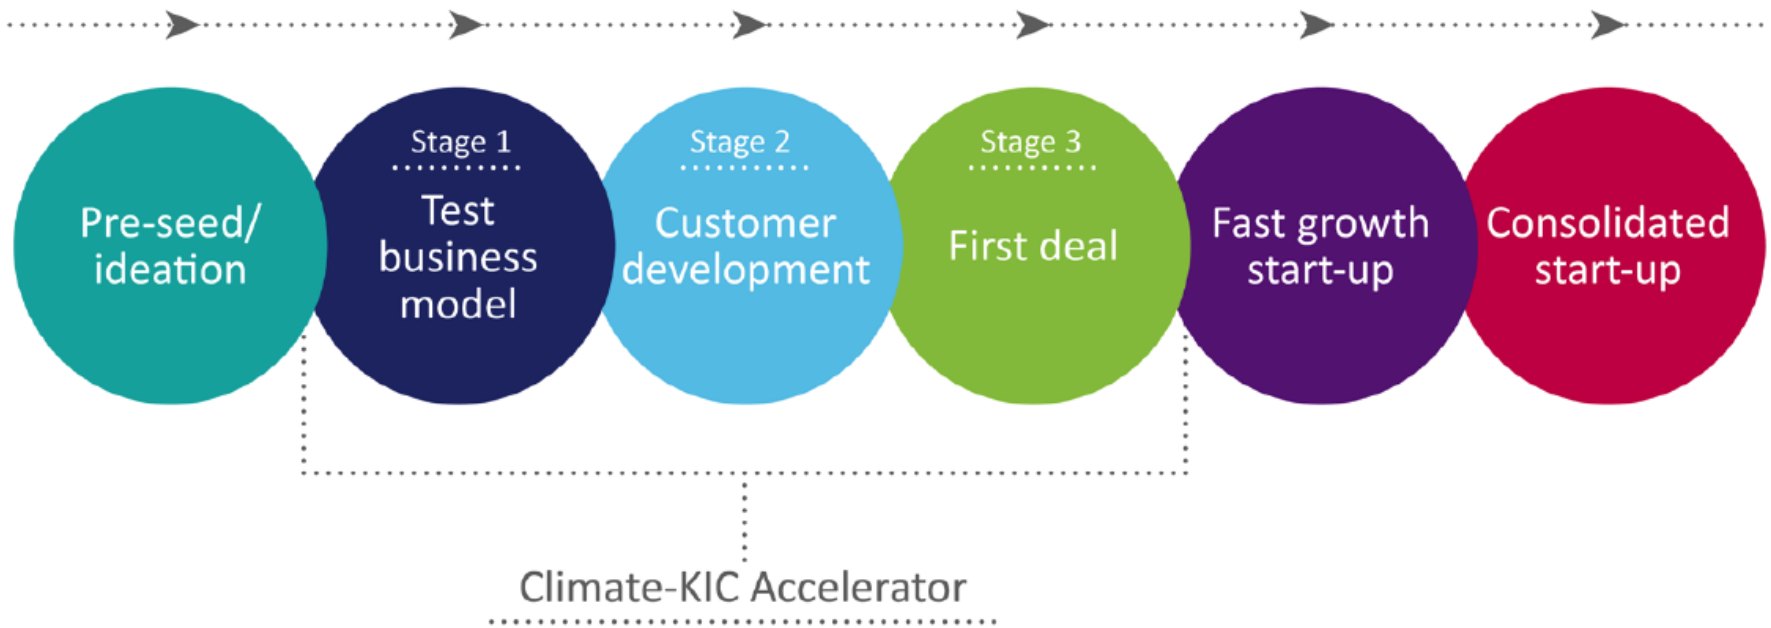 Pre-seed/
ideation
Stage 1
Test
business
model
Stage 2
Customer
development
Stage 3
First deal
Fast growth
start-up
Consolidated
start-up
Climate-KIC Accelerator